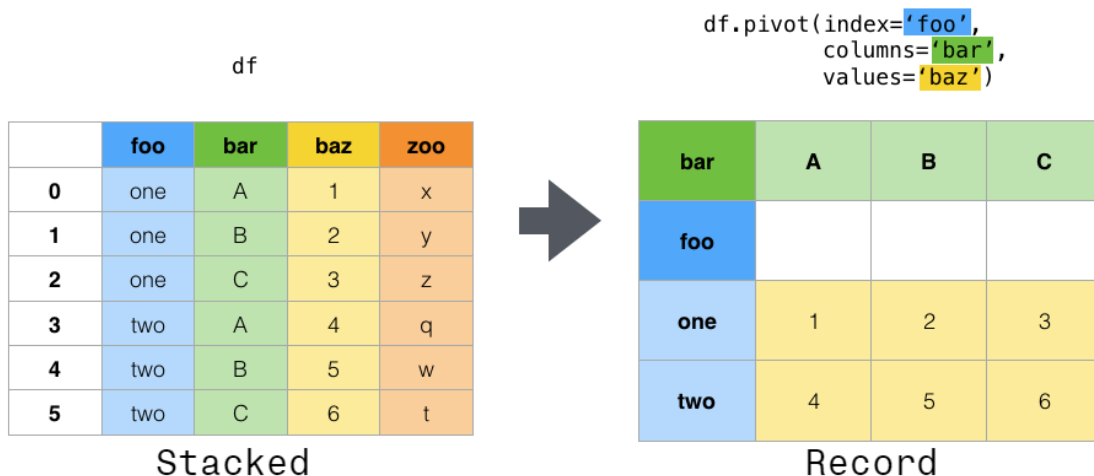 df
foo bar baz zoo
0 one A 1 x
1 one B 2 y
2 one C 3 z
3 two A 4 q
4 two B 5 w
5 two C 6 t
Stacked
df.pivot(index=‘foo’,
columns=‘bar’,
values=‘baz’)
bar A B C
foo
one 1 2 3
two 4 5 6
Record